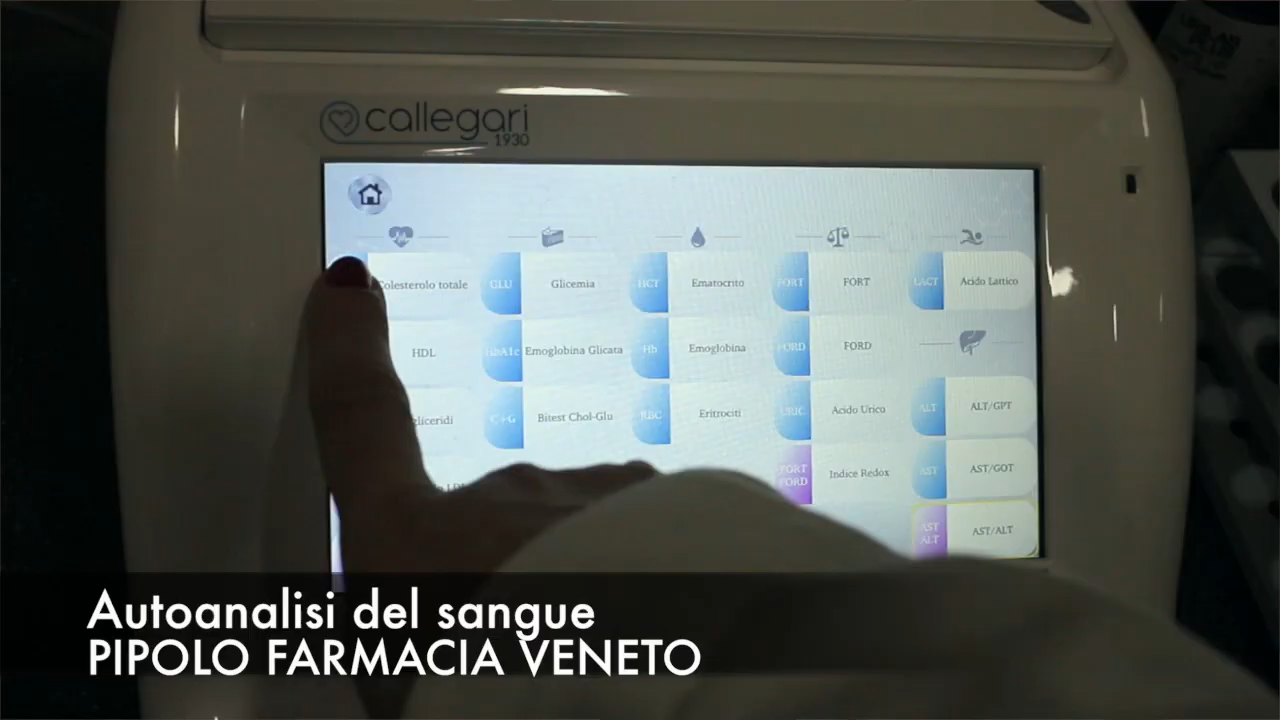 callegari
1930
Colesterolo totale
GLU
Glicemia
HCT
Ematocrito
FORT
FORT
LACT
Acido Lattico
HDL
HbA1c
Emoglobina Glicata
Hb
Emoglobina
FORD
FORD
gliceridi
C+G
Bitest Chol-Glu
RBC
Eritrociti
URIC
Acido Urico
ALT
ALT/GPT
FORT
FORD
Indice Redox
AST
AST/GOT
AST
ALT
AST/ALT
Autoanalisi del sangue
PIPOLO FARMACIA VENETO